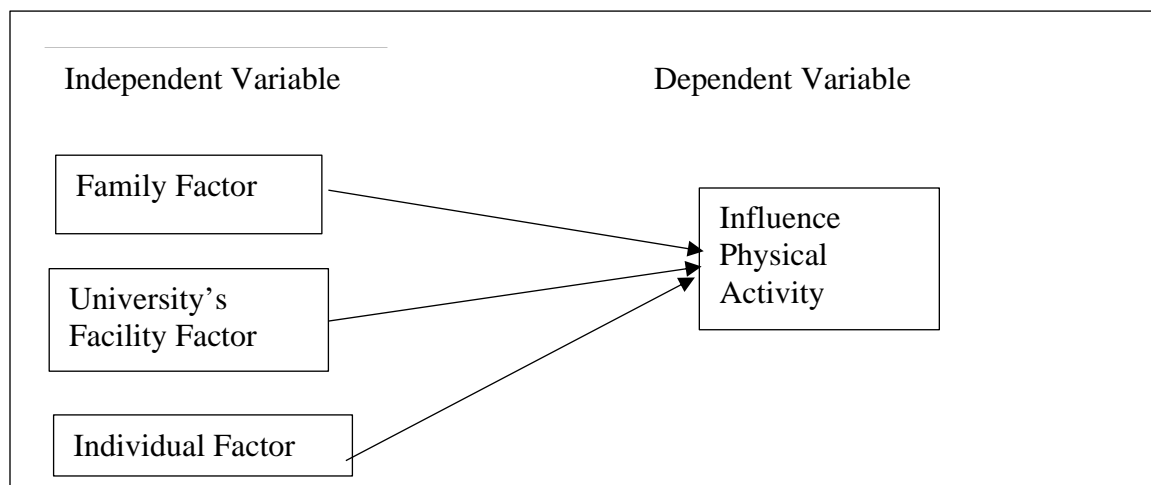 Independent Variable
Dependent Variable
Family Factor
University’s
Facility Factor
Individual Factor
Influence
Physical
Activity